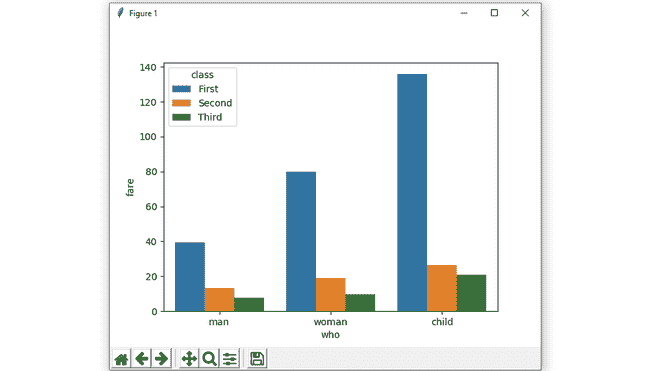 Figure 1
140
120
100
80
60
40
20
0
fare
class
First
Second
Third
man woman child
who